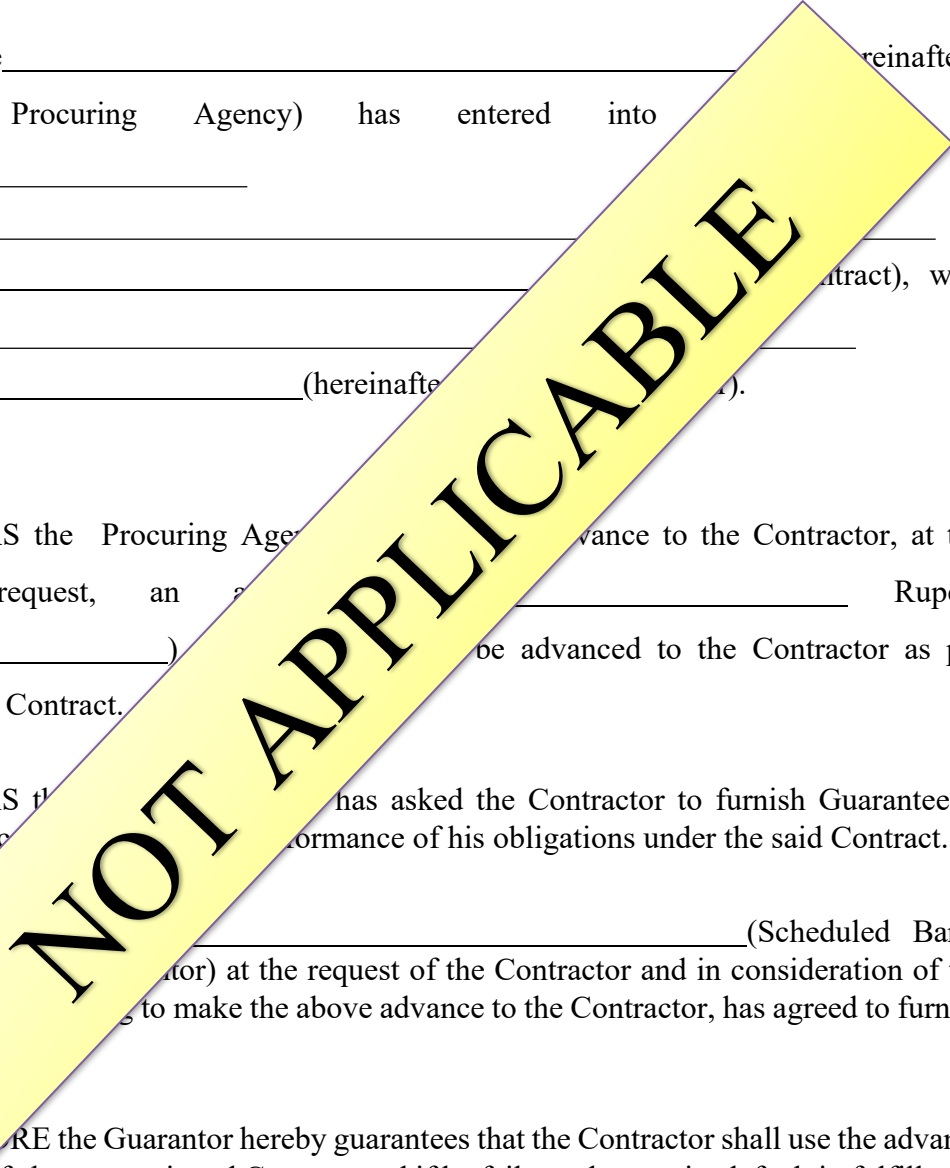 Procuring Agency) has entered into
ntract), w
(hereinafte r).
S the Procuring Age vance to the Contractor, at
request, an Rup
) be advanced to the Contractor as
Contract.
S has asked the Contractor to furnish Guarantee
ormance of his obligations under the said Contract.
(Scheduled Ba
tor) at the request of the Contractor and in consideration of
g to make the above advance to the Contractor, has agreed to furn
RE the Guarantor hereby guarantees that the Contractor shall use the advan
NOT APPLICABLE